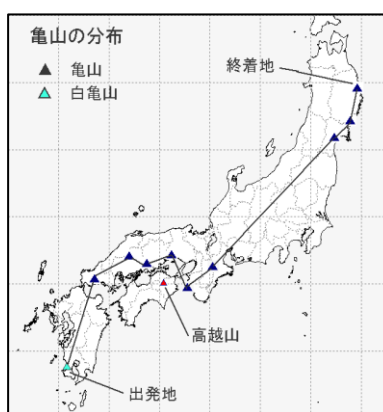 亀山の分布
▲ 亀山
▲ 白亀山
終着地
高越山
出発地